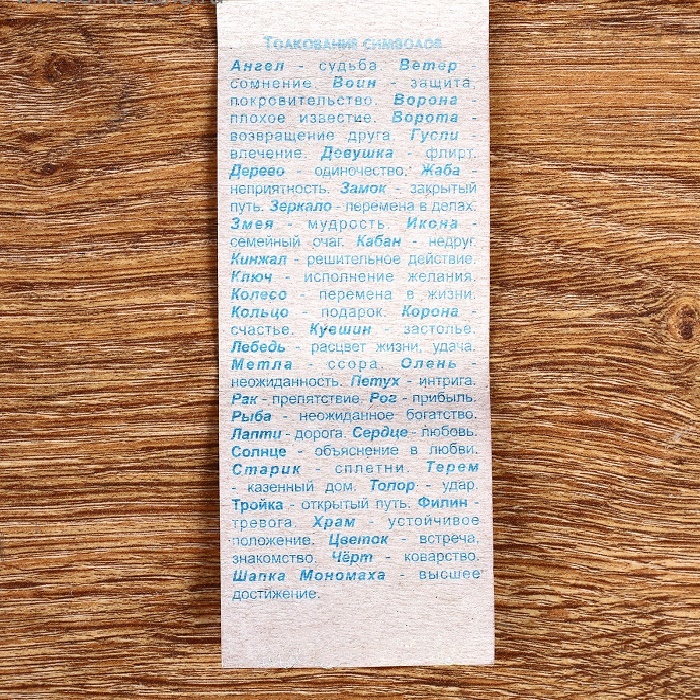 Толкования символов
Ангел - судьба. Ветер -
сомнение. Воин - защита,
покровительство. Ворона -
плохое известие. Ворота -
возвращение друга. Гусли -
влечение. Девушка - флирт.
Дерево - одиночество. Жаба -
неприятность. Замок - закрытый
путь. Зеркало - перемена в делах.
Змея - мудрость. Икона -
семейный очаг. Кабан - недруг.
Кинжал - решительное действие.
Ключ - исполнение желания.
Колесо - перемена в жизни.
Кольцо - подарок. Корона -
счастье. Кувшин - застолье.
Лебедь - расцвет жизни, удача.
Метла - ссора. Олень -
неожиданность. Петух - интрига.
Рак - препятствие. Рог - прибыль.
Рыба - неожиданное богатство.
Лапти - дорога. Сердце - любовь.
Солнце - объяснение в любви.
Старик - сплетни. Терем
- казенный дом. Топор - удар.
Тройка - открытый путь. Филин -
тревога. Храм - устойчивое
положение. Цветок - встреча,
знакомство. Чёрт - коварство.
Шапка Мономаха - высшее
достижение.